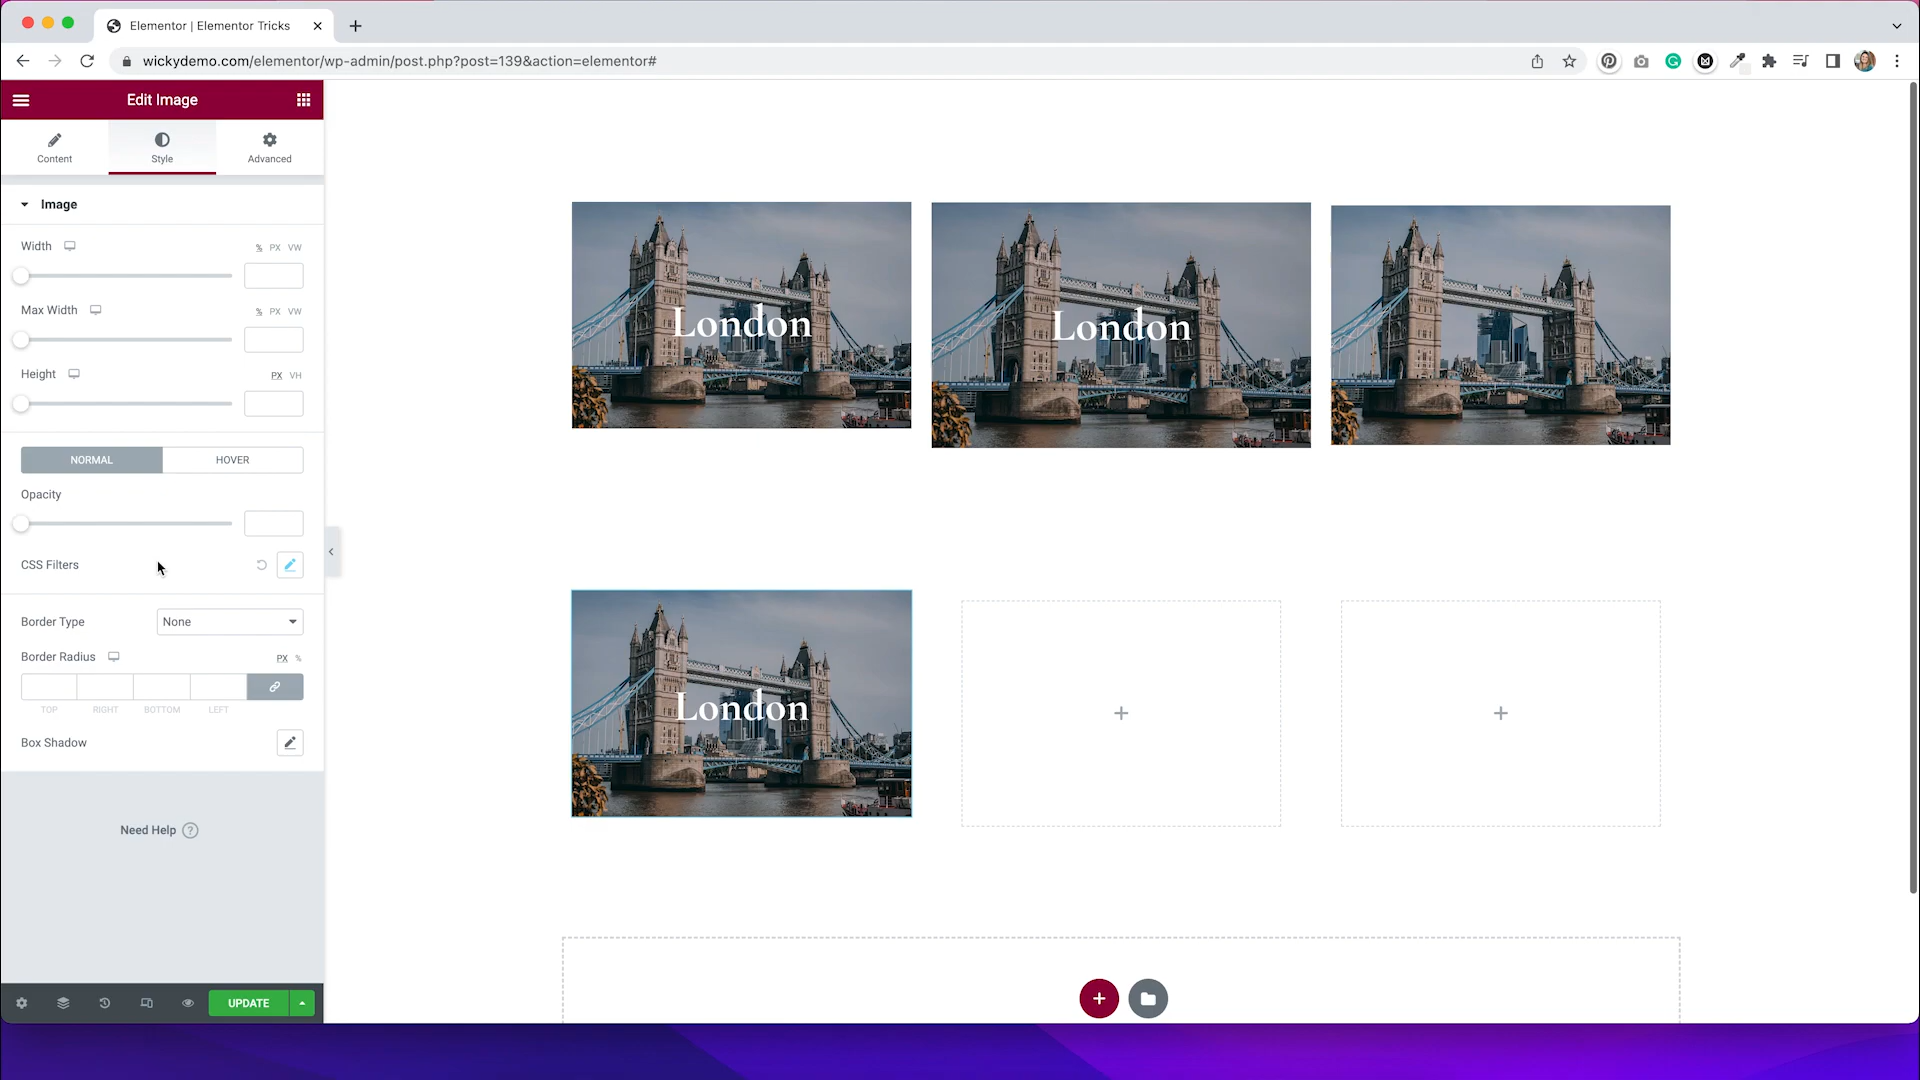 Elementor | Elementor Tricks
wickydemo.com/elementor/wp-admin/post.php?post=139&action=elementor#
Edit Image
Content
Style
Advanced
Image
Width
% PX VW
Max Width
% PX VW
Height
PX VH
NORMAL
HOVER
Opacity
CSS Filters
Border Type
None
Border Radius
PX %
TOP
RIGHT
BOTTOM
LEFT
Box Shadow
Need Help ?
UPDATE
London
London
London